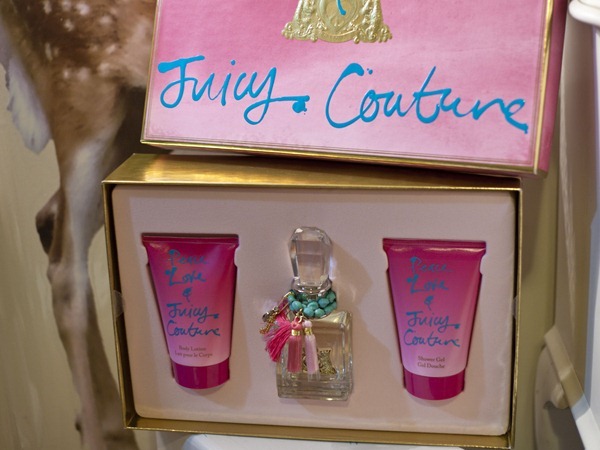 Juicy Couture
Peace
Love
&
Juicy
Couture
Body Lotion
Lait pour le Corps
Peace
Love
&
Juicy
Couture
Shower Gel
Gel Douche